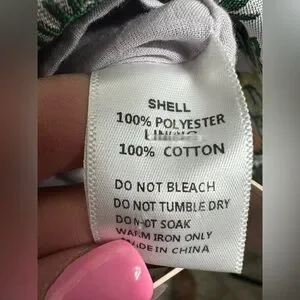 SHELL
100% POLYESTER
100% COTTON
DO NOT BLEACH
DO NOT TUMBLE DRY
DO NOT SOAK
WARM IRON ONLY
MADE IN CHINA